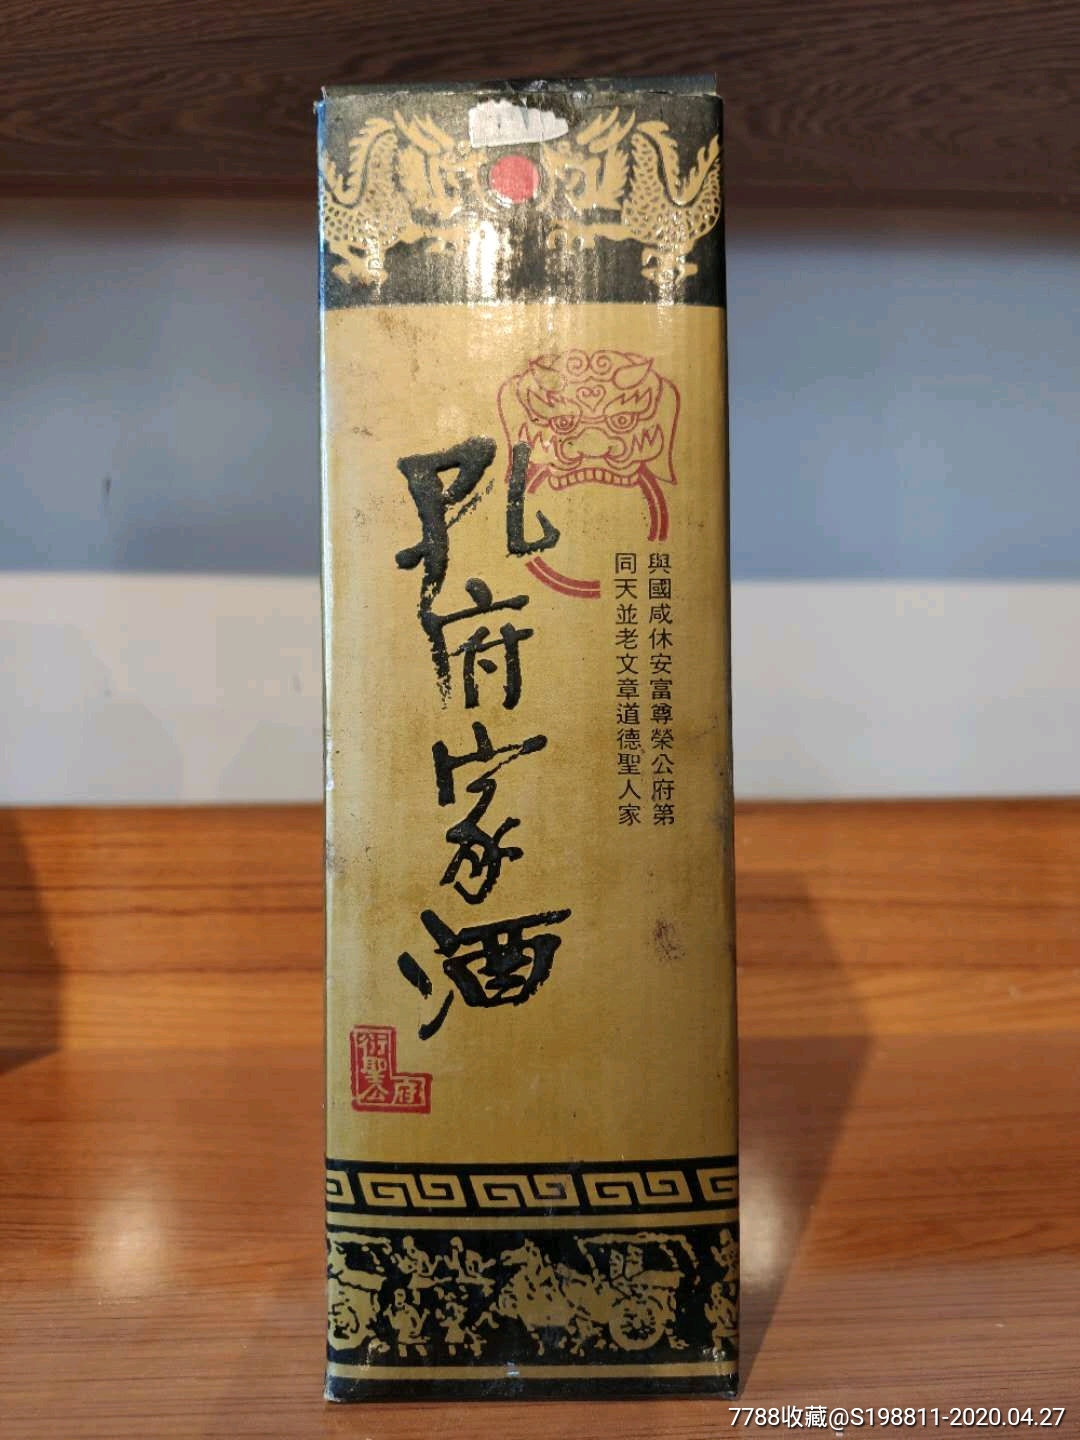 孔府家酒
與國咸休安富尊榮公府第
同天並老文章道德聖人家
衍聖公府
7788收藏@S198811-2020.04.27